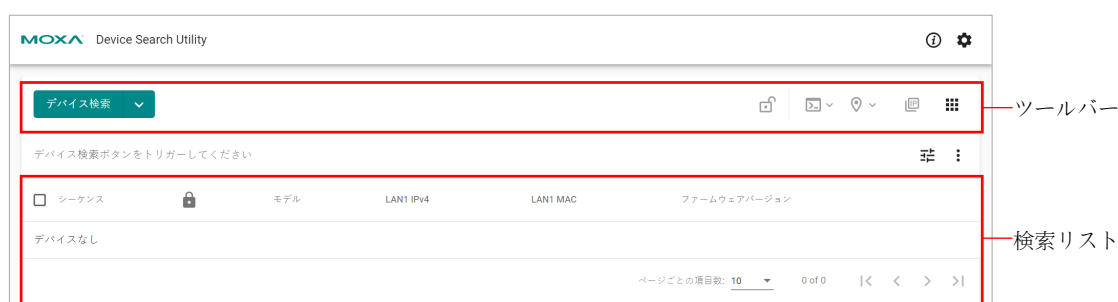 MOXA Device Search Utility
デバイス検索
ツールバー
デバイス検索ボタンをトリガーしてください
シーケンス モデル LAN1 IPv4 LAN1 MAC ファームウェアバージョン
デバイスなし
検索リスト
ページごとの項目数: 10 0 of 0